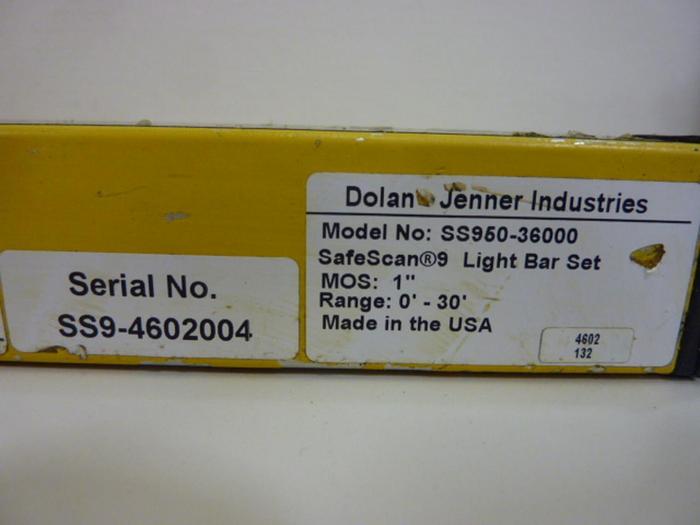 Serial No.
SS9-4602004
Dolan Jenner Industries
Model No: SS950-36000
SafeScan®9 Light Bar Set
MOS: 1"
Range: 0' - 30'
Made in the USA
4602
132